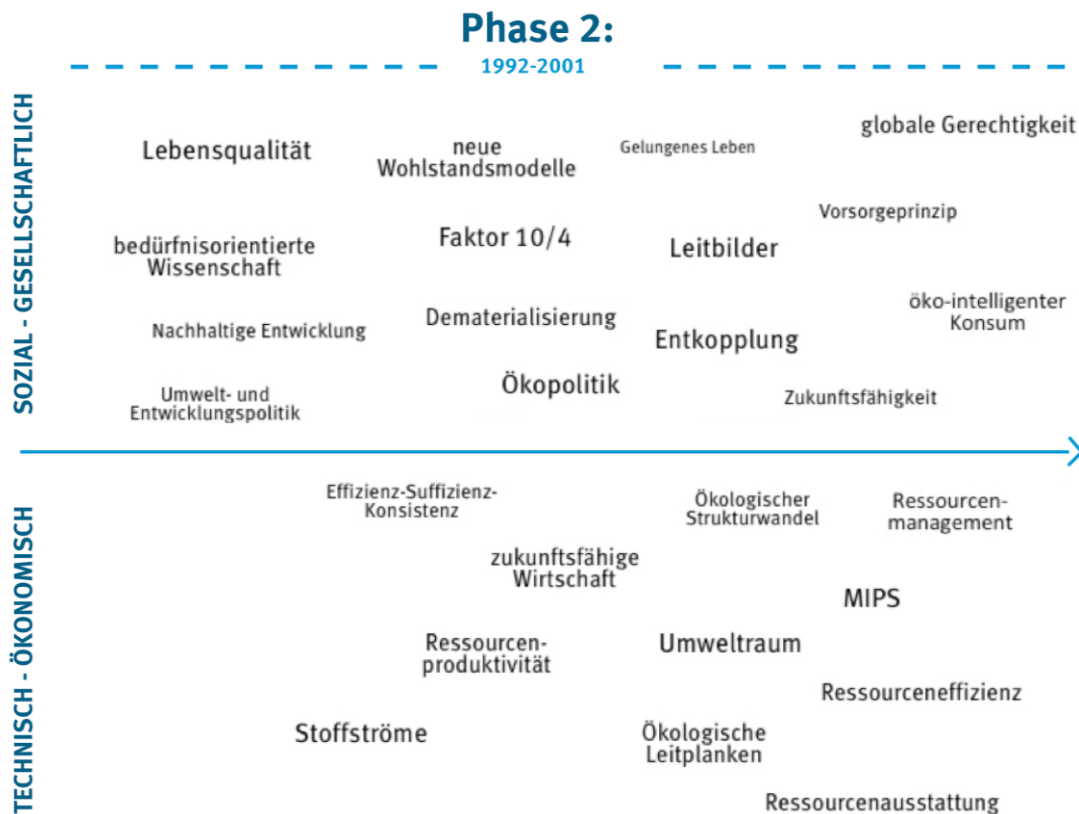 Phase 2:
1992-2001
SOZIAL - GESELLSCHAFTLICH
globale Gerechtigkeit
Lebensqualität
neue
Wohlstandsmodelle
Gelungenes Leben
Vorsorgeprinzip
bedürfnisorientierte
Wissenschaft
Faktor 10/4
Leitbilder
öko-intelligenter
Konsum
Nachhaltige Entwicklung
Dematerialisierung
Entkopplung
Umwelt- und
Entwicklungspolitik
Ökopolitik
Zukunftsfähigkeit
TECHNISCH - ÖKONOMISCH
Effizienz-Suffizienz-
Konsistenz
Ökologischer
Strukturwandel
Ressourcen-
management
zukunftsfähige
Wirtschaft
MIPS
Ressourcen-
produktivität
Umweltraum
Ressourceneffizienz
Stoffströme
Ökologische
Leitplanken
Ressourcenausstattung